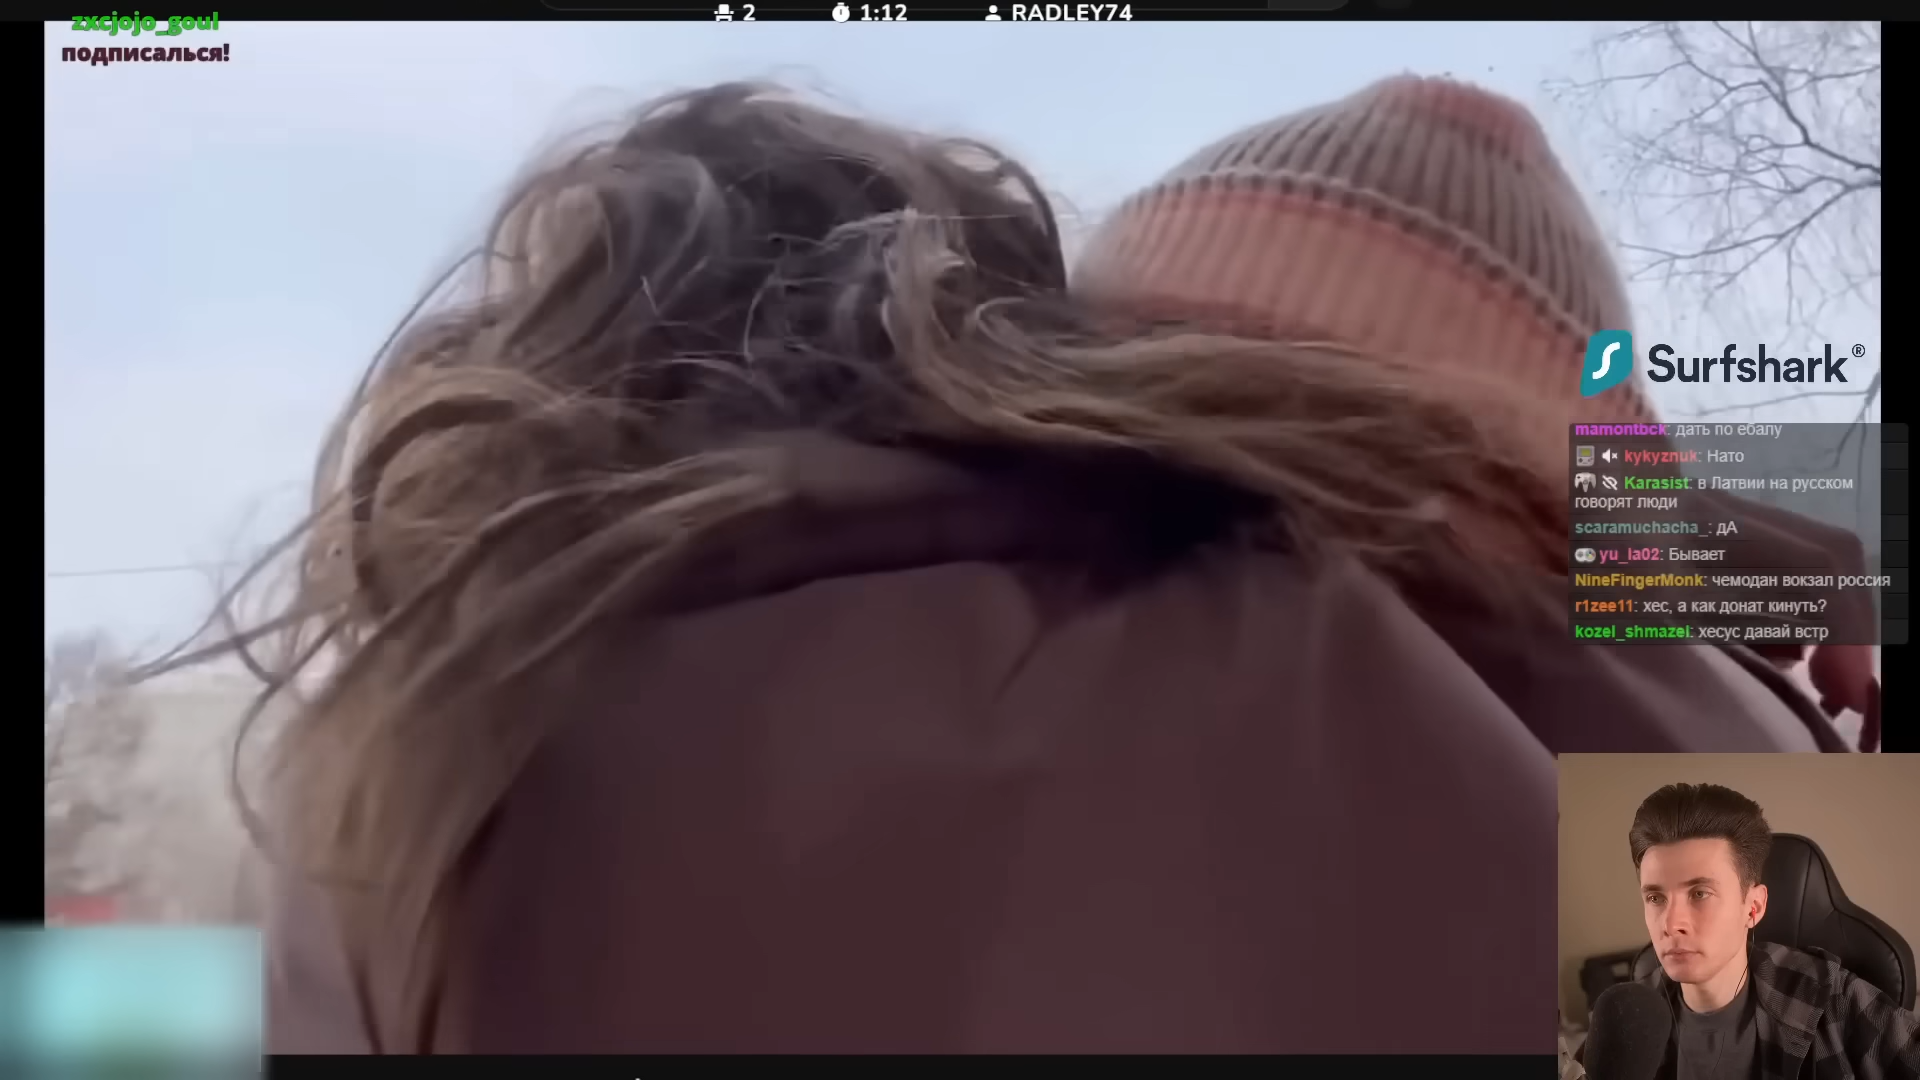 2 1:12 RADLEY74
zxcjojo_goul
подписалься!
Surfshark®
mamontbck: дать по ебалу
kykyznuk: Нато
Karasist: в Латвии на русском
говорят люди
scaramuchacha_: дА
yu_la02: Бывает
NineFingerMonk: чемодан вокзал россия
r1zee11: хес, а как донат кинуть?
kozel_shmazel: хесус давай встр